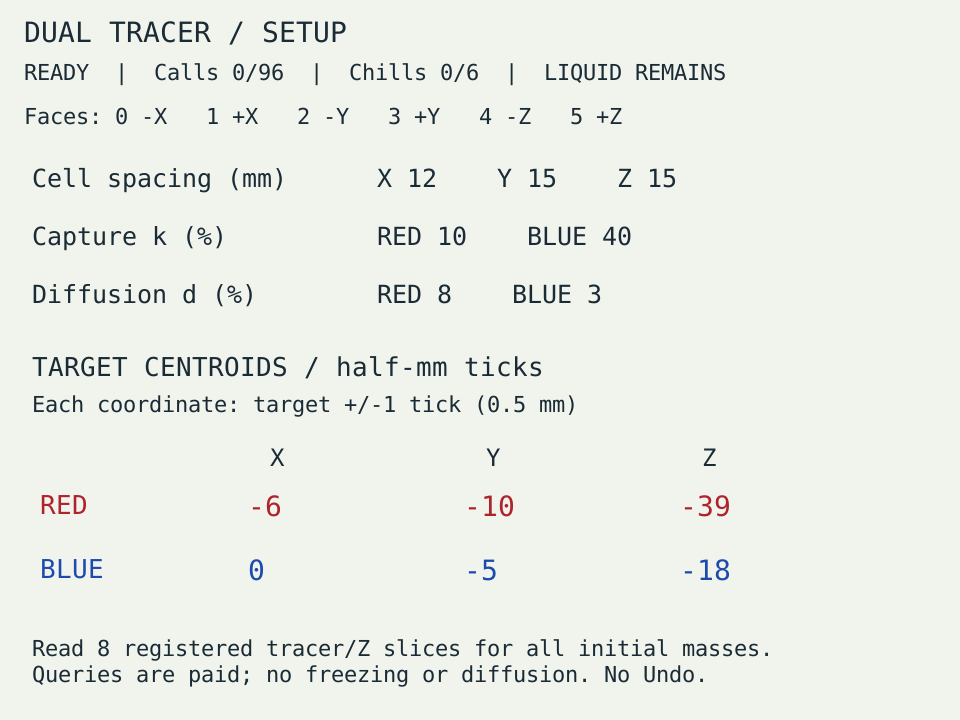 DUAL TRACER / SETUP
READY | Calls 0/96 | Chills 0/6 | LIQUID REMAINS
Faces: 0 -X 1 +X 2 -Y 3 +Y 4 -Z 5 +Z
Cell spacing (mm) X 12 Y 15 Z 15
Capture k (%) RED 10 BLUE 40
Diffusion d (%) RED 8 BLUE 3
TARGET CENTROIDS / half-mm ticks
Each coordinate: target +/-1 tick (0.5 mm)
X Y Z
RED -6 -10 -39
BLUE 0 -5 -18
Read 8 registered tracer/Z slices for all initial masses.
Queries are paid; no freezing or diffusion. No Undo.